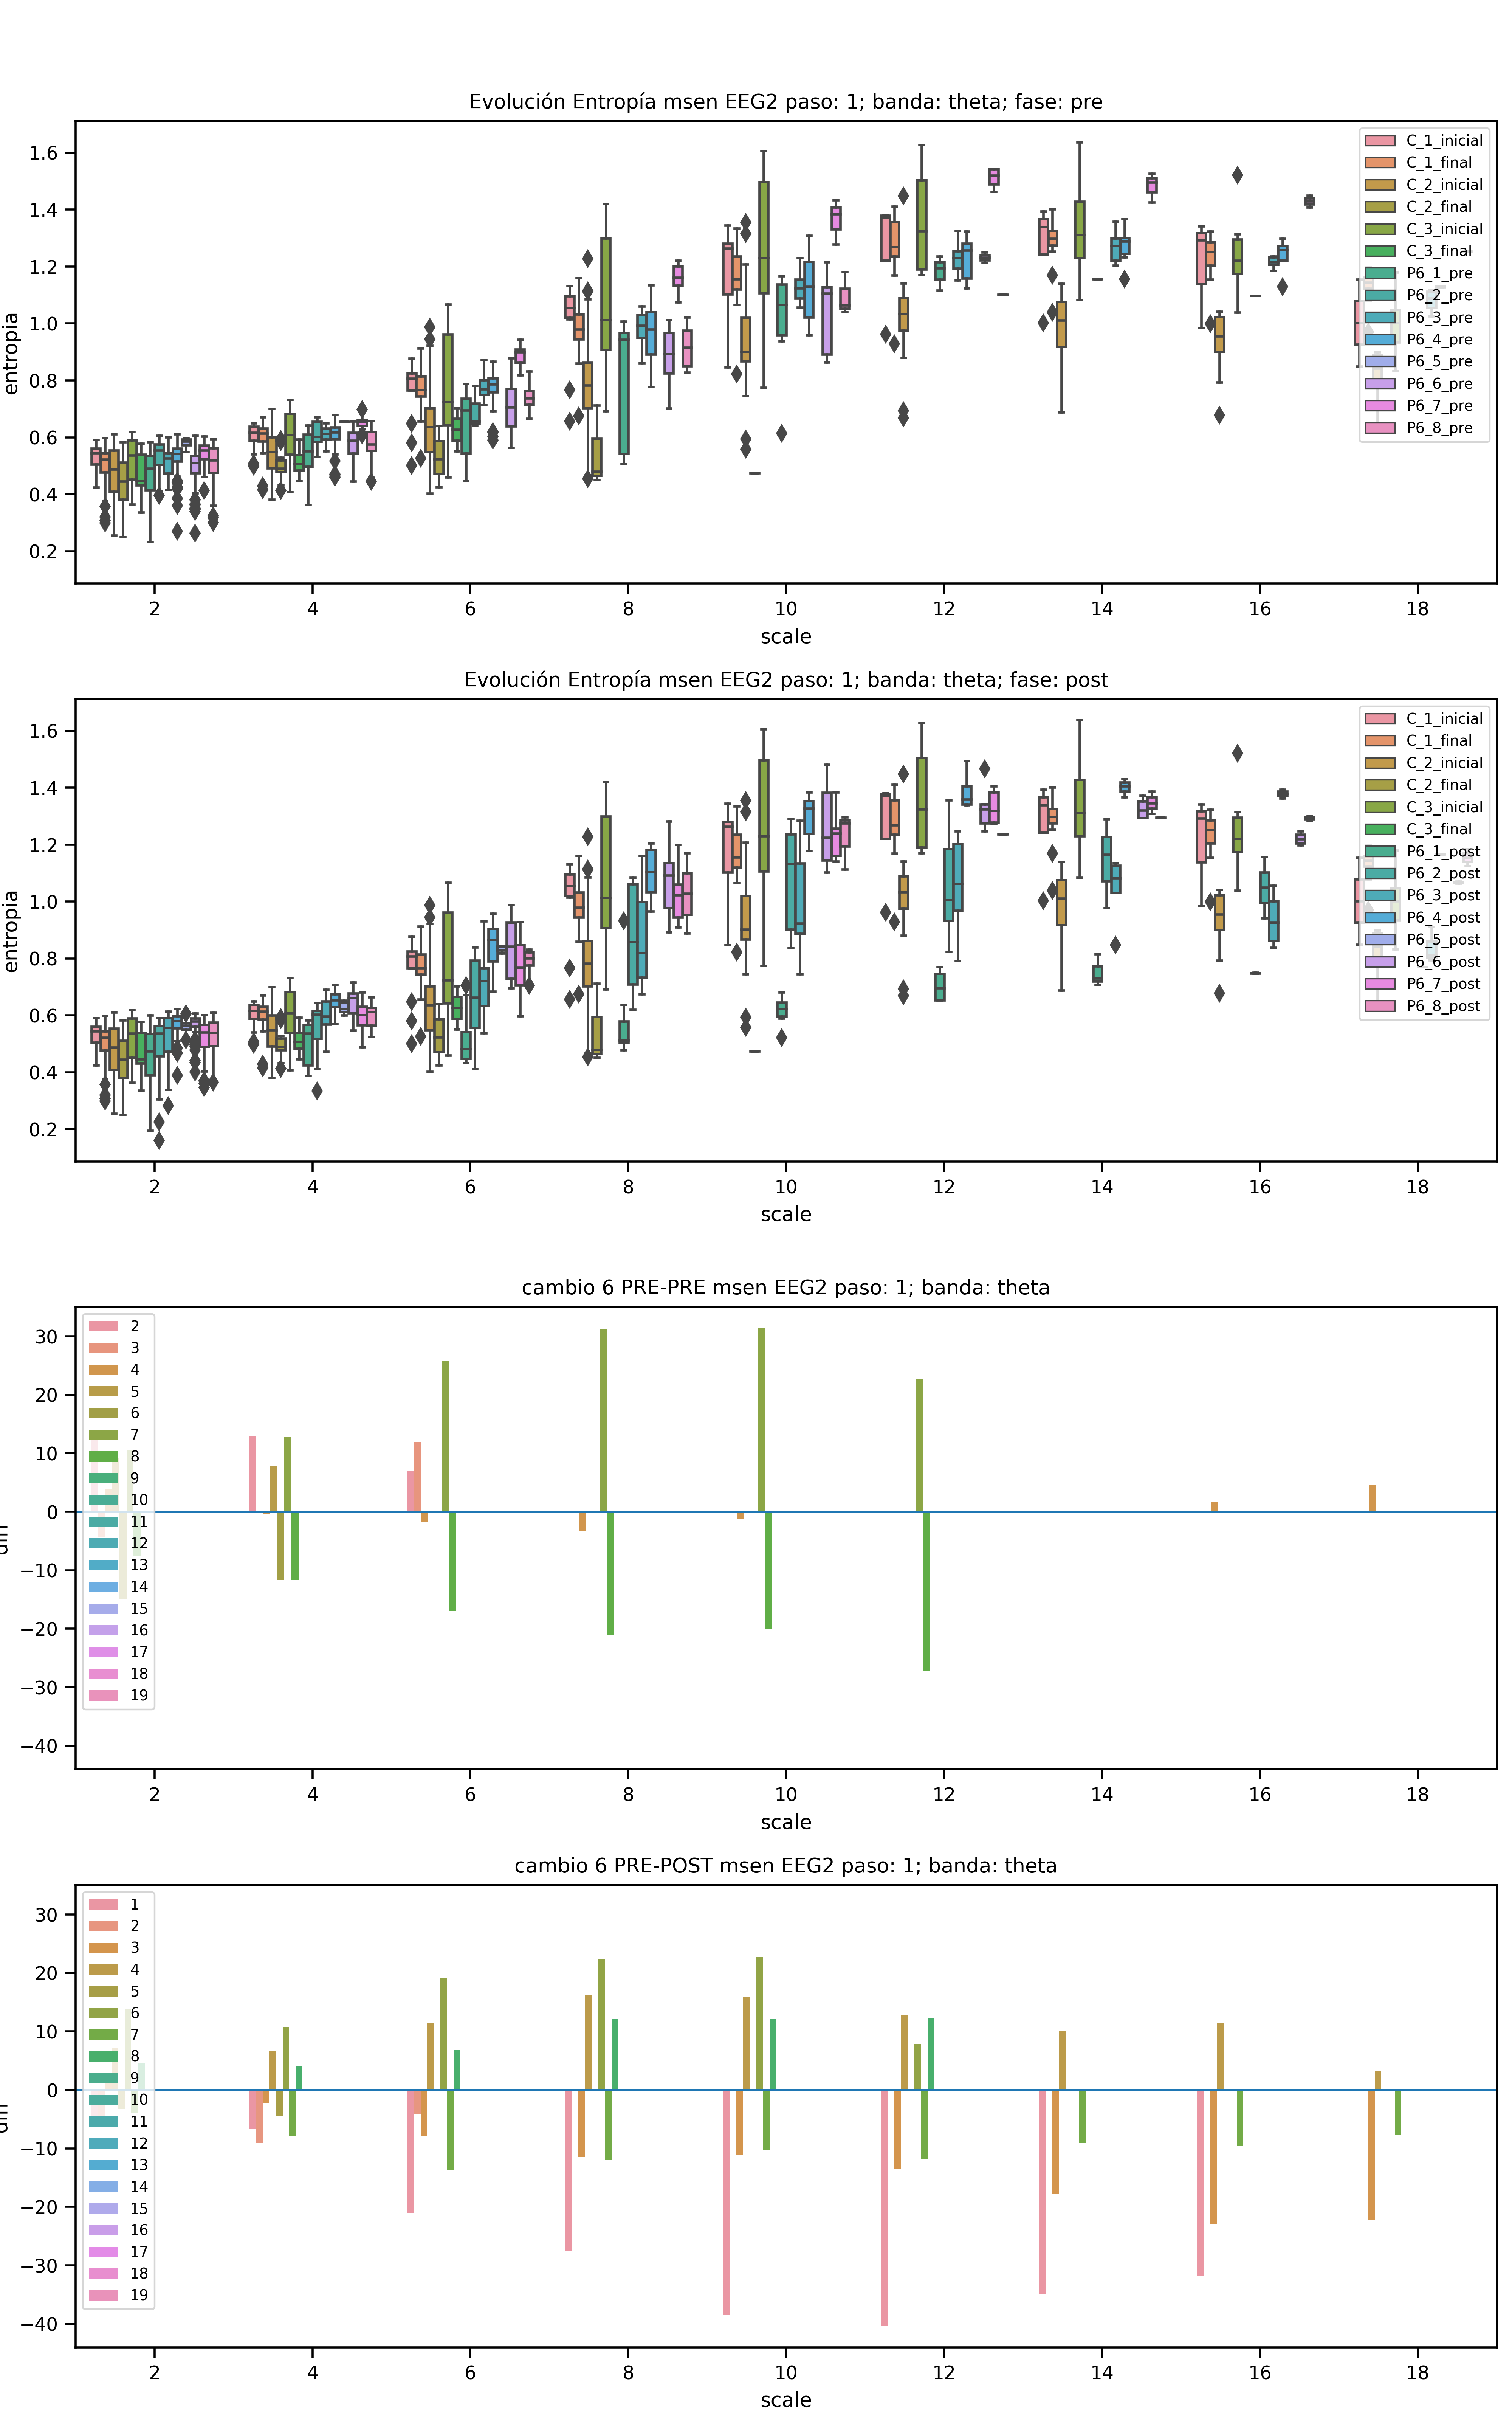 Evolución Entropía msen EEG2 paso: 1; banda: theta; fase: pre
entropia
1.6
1.4
1.2
1.0
0.8
0.6
0.4
0.2
C_1_inicial
C_1_final
C_2_inicial
C_2_final
C_3_inicial
C_3_final
P6_1_pre
P6_2_pre
P6_3_pre
P6_4_pre
P6_5_pre
P6_6_pre
P6_7_pre
P6_8_pre
2 4 6 8 10 12 14 16 18
scale
Evolución Entropía msen EEG2 paso: 1; banda: theta; fase: post
entropia
1.6
1.4
1.2
1.0
0.8
0.6
0.4
0.2
C_1_inicial
C_1_final
C_2_inicial
C_2_final
C_3_inicial
C_3_final
P6_1_post
P6_2_post
P6_3_post
P6_4_post
P6_5_post
P6_6_post
P6_7_post
P6_8_post
2 4 6 8 10 12 14 16 18
scale
cambio 6 PRE-PRE msen EEG2 paso: 1; banda: theta
30
20
10
0
−10
−20
−30
−40
2
3
4
5
6
7
8
9
10
11
12
13
14
15
16
17
18
19
2 4 6 8 10 12 14 16 18
scale
cambio 6 PRE-POST msen EEG2 paso: 1; banda: theta
30
20
10
0
−10
−20
−30
−40
1
2
3
4
5
6
7
8
9
10
11
12
13
14
15
16
17
18
19
2 4 6 8 10 12 14 16 18
scale